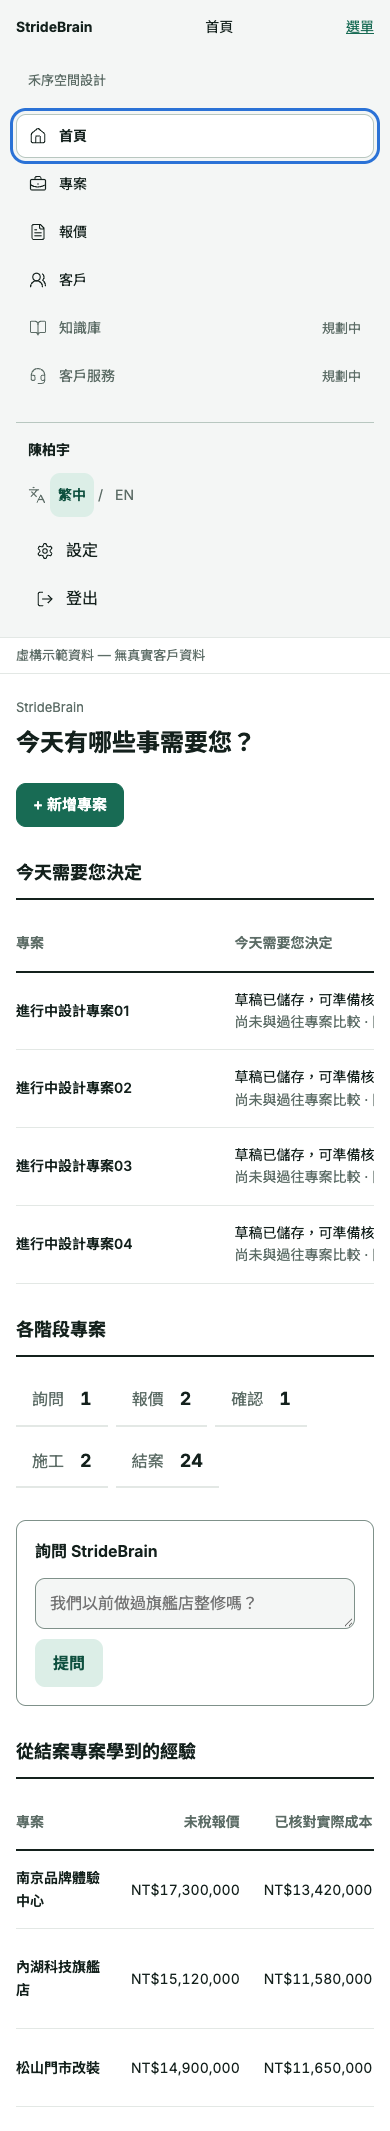 StrideBrain 首頁 選單
禾序空間設計
首頁
專案
報價
客戶
知識庫 規劃中
客戶服務 規劃中
陳柏宇
繁中 / EN
設定
登出
虛構示範資料 — 無真實客戶資料
StrideBrain
今天有哪些事需要您？
+ 新增專案
今天需要您決定
專案 今天需要您決定
進行中設計專案01 草稿已儲存，可準備核
尚未與過往專案比較 ·
進行中設計專案02 草稿已儲存，可準備核
尚未與過往專案比較 ·
進行中設計專案03 草稿已儲存，可準備核
尚未與過往專案比較 ·
進行中設計專案04 草稿已儲存，可準備核
尚未與過往專案比較 ·
各階段專案
詢問 1 報價 2 確認 1
施工 2 結案 24
詢問 StrideBrain
我們以前做過旗艦店整修嗎？
提問
從結案專案學到的經驗
專案 未稅報價 已核對實際成本
南京品牌體驗中心 NT$17,300,000 NT$13,420,000
內湖科技旗艦店 NT$15,120,000 NT$11,580,000
松山門市改裝 NT$14,900,000 NT$11,650,000